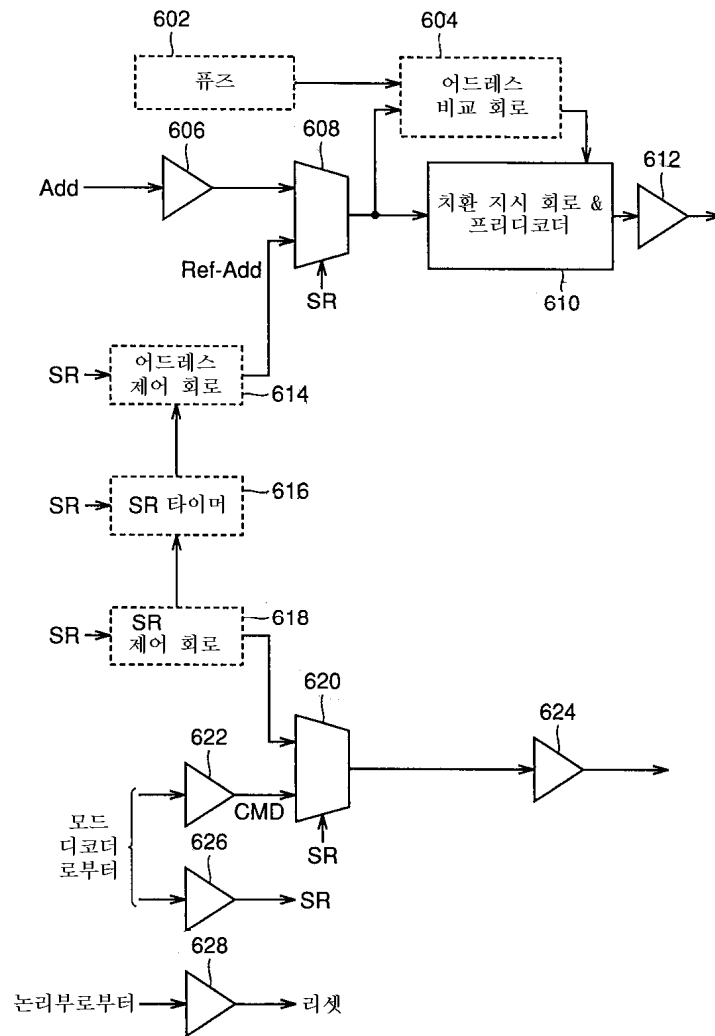 602
퓨즈
604
어드레스
비교 회로
606
608
612
Add
치환 지시 회로 &
프리디코더
Ref-Add
SR
610
SR
어드레스
제어 회로
614
SR
SR 타이머
616
SR
SR
제어 회로
618
620
622
624
CMD
모드
디코더
로부터
SR
626
SR
628
논리부로부터
리셋